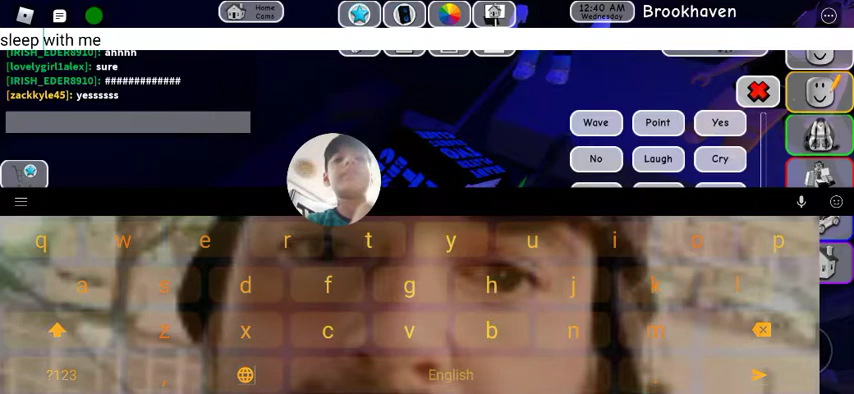 Home
Cams
12:40 AM
Wednesday
Brookhaven
sleep with me
[IRISH_EDER8910]: ahhhh
[lovelygirl1alex]: sure
[IRISH_EDER8910]: #############
[zackkyle45]: yessssss
Wave Point Yes
No Laugh Cry
q w e r t y u i o p
a s d f g h j k l
z x c v b n m
?123 , English .